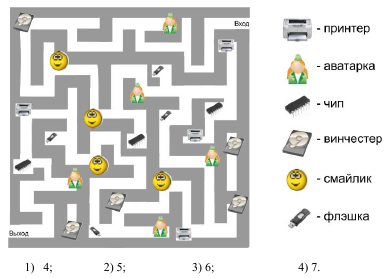 Вход
- принтер
- аватарка
- чип
- винчестер
- смайлик
- флэшка
Выход
1) 4; 2) 5; 3) 6; 4) 7.